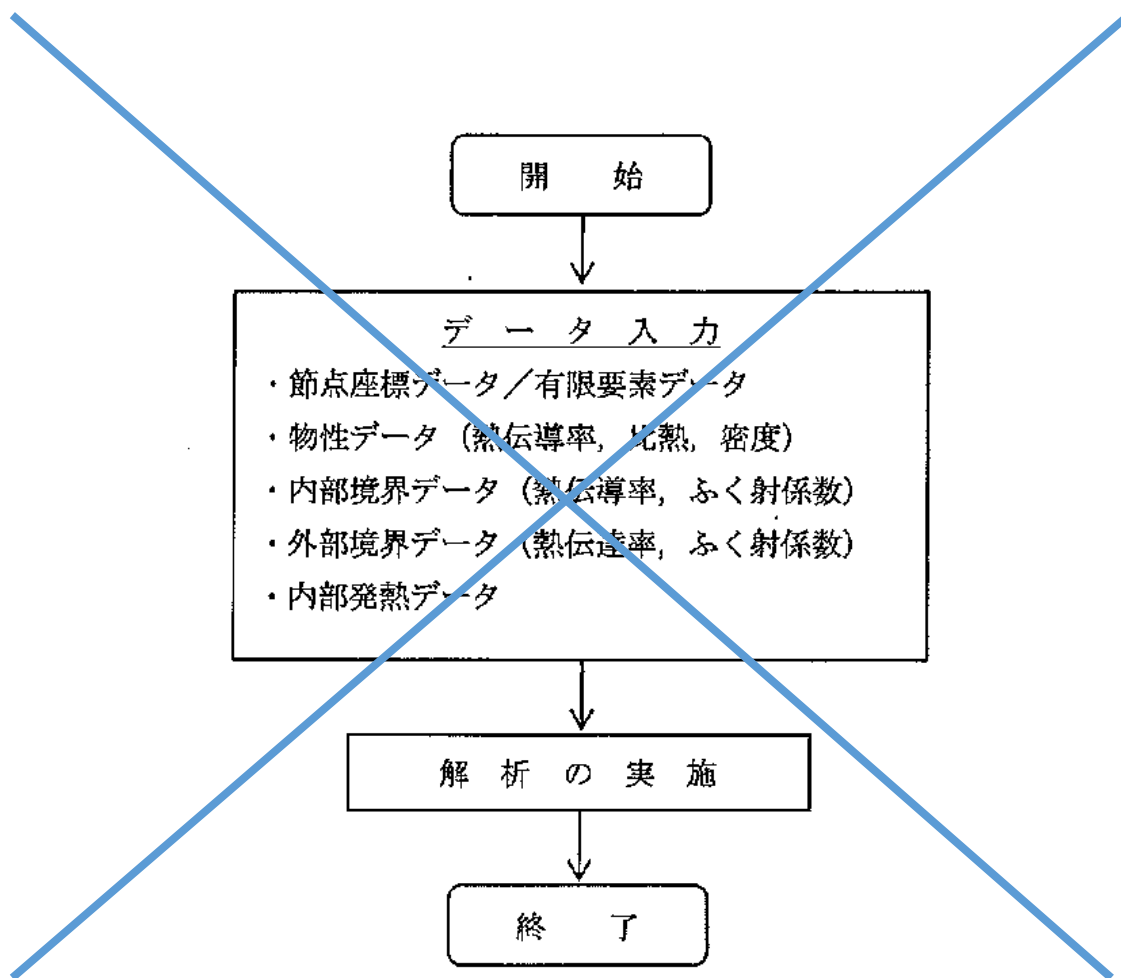 開 始
データ入力
・節点座標データ／有限要素データ
・物性データ（熱伝導率，比熱，密度）
・内部境界データ（熱伝導率，ふく射係数）
・外部境界データ（熱伝達率，ふく射係数）
・内部発熱データ
解析の実施
終 了